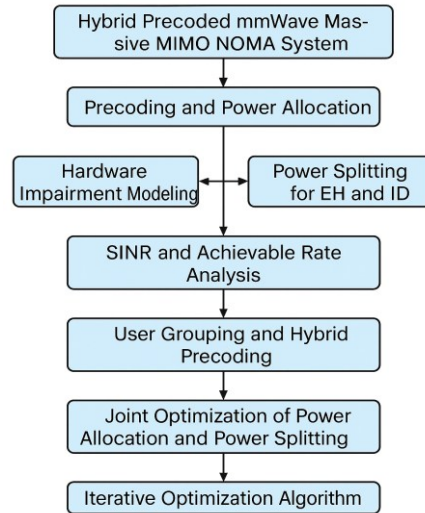 Hybrid Precoded mmWave Mas-
sive MIMO NOMA System
Precoding and Power Allocation
Hardware
Impairment Modeling
Power Splitting
for EH and ID
SINR and Achievable Rate
Analysis
User Grouping and Hybrid
Precoding
Joint Optimization of Power
Allocation and Power Splitting
Iterative Optimization Algorithm